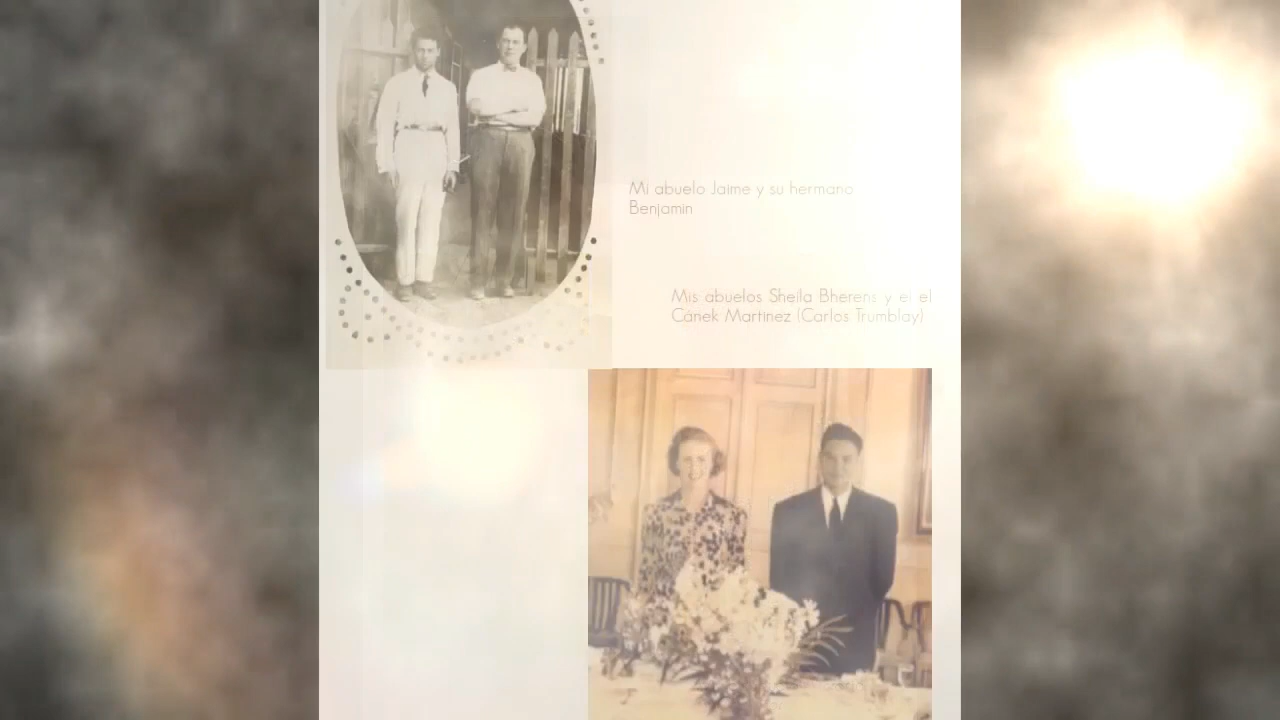 Mi abuelo Jaime y su hermano
Benjamin
Mis abuelos Sheila Bherens y el el
Cánek Martinez (Carlos Trumblay)